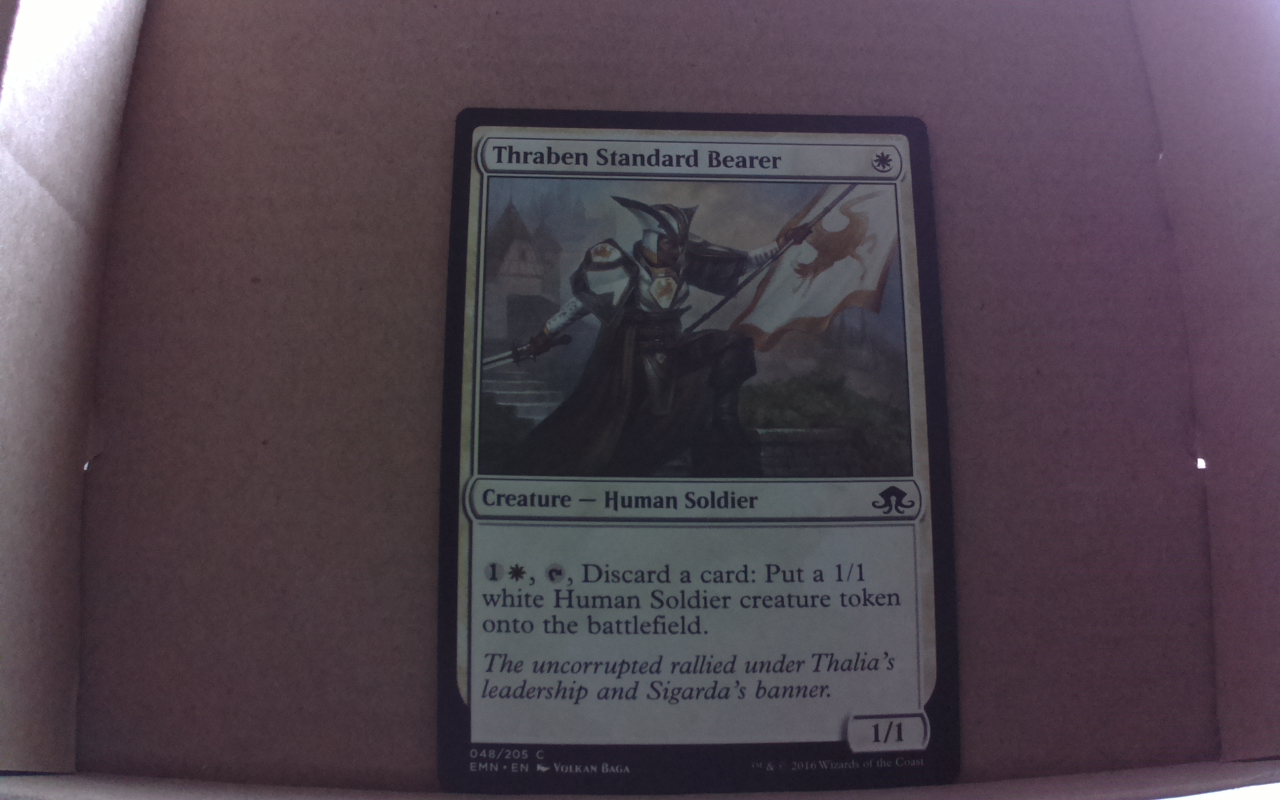 Thraben Standard Bearer
Creature — Human Soldier
1, , Discard a card: Put a 1/1
white Human Soldier creature token
onto the battlefield.
The uncorrupted rallied under Thalia's
leadership and Sigarda's banner.
1/1
048/205 C
EMN • EN Volkan Baga
™ & © 2016 Wizards of the Coast